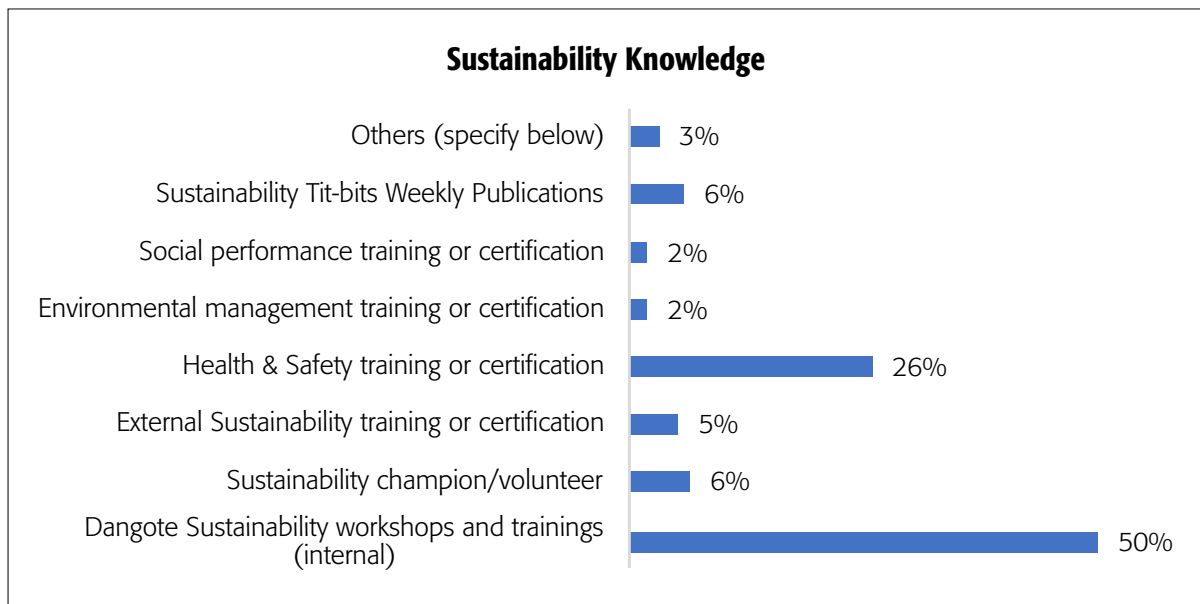 Sustainability Knowledge
Others (specify below)
3%
Sustainability Tit-bits Weekly Publications
6%
Social performance training or certification
2%
Environmental management training or certification
2%
Health & Safety training or certification
26%
External Sustainability training or certification
5%
Sustainability champion/volunteer
6%
Dangote Sustainability workshops and trainings
(internal)
50%